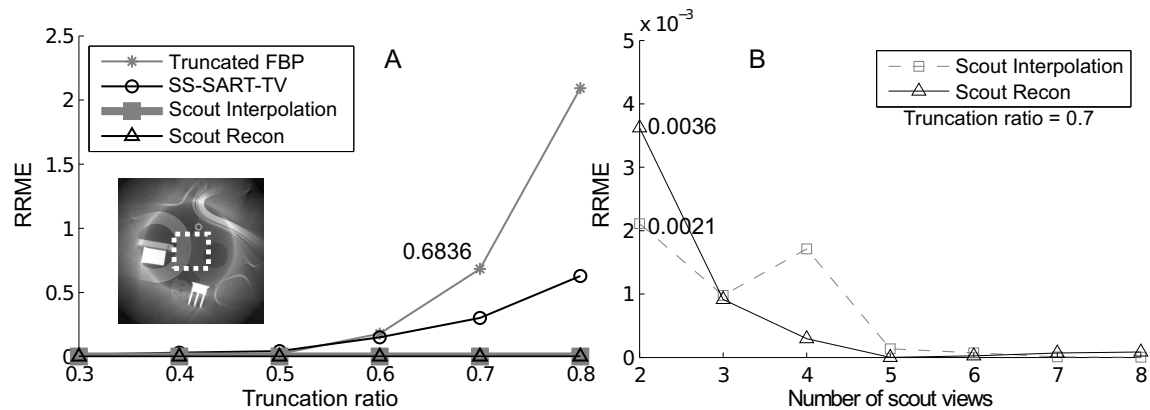 A
Truncated FBP
SS-SART-TV
Scout Interpolation
Scout Recon
RRME
2.5
2
1.5
1
0.5
0
0.6836
0.3 0.4 0.5 0.6 0.7 0.8
Truncation ratio
x 10⁻³
B
Scout Interpolation
Scout Recon
Truncation ratio = 0.7
RRME
5
4
3
2
1
0
0.0036
0.0021
2 3 4 5 6 7 8
Number of scout views